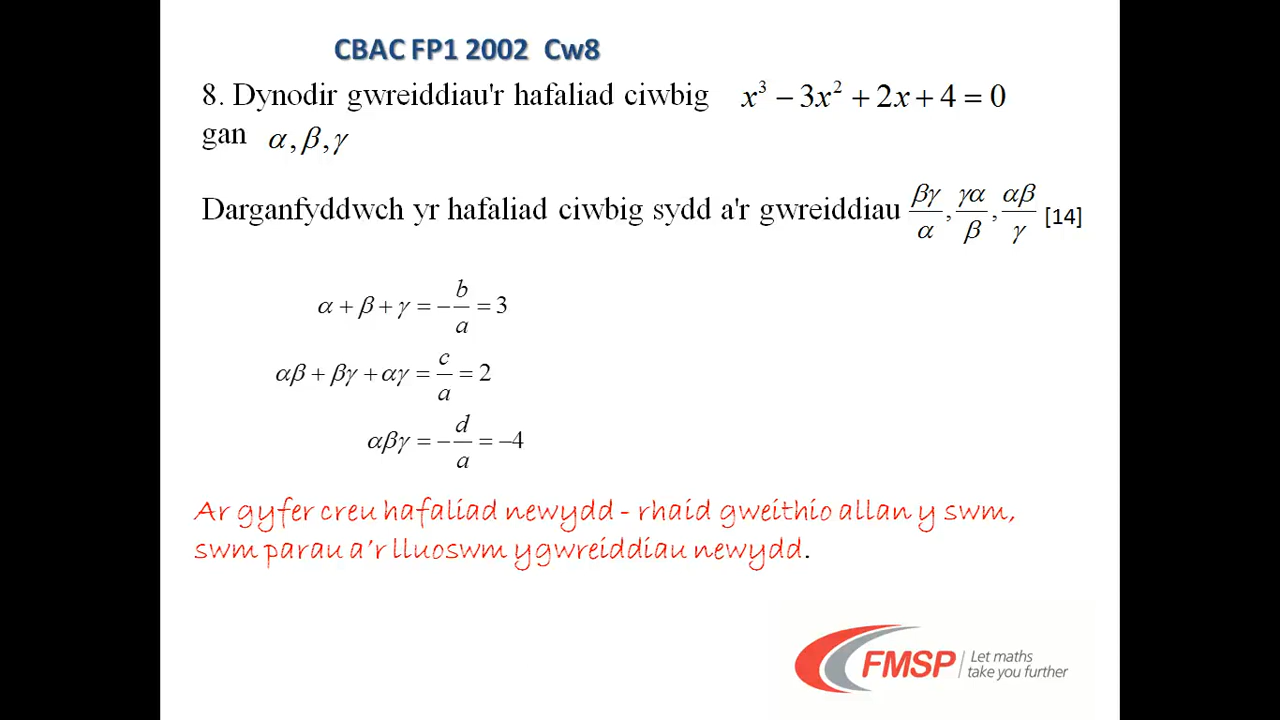 CBAC FP1 2002 Cw8
8. Dynodir gwreiddiau'r hafaliad ciwbig x³ − 3x² + 2x + 4 = 0
gan α, β, γ
Darganfyddwch yr hafaliad ciwbig sydd a'r gwreiddiau βγ/α, γα/β, αβ/γ [14]
α + β + γ = −b/a = 3
αβ + βγ + αγ = c/a = 2
αβγ = −d/a = −4
Ar gyfer creu hafaliad newydd - rhaid gweithio allan y swm,
swm parau a'r lluoswm y gwreiddiau newydd.
FMSP Let maths
take you further